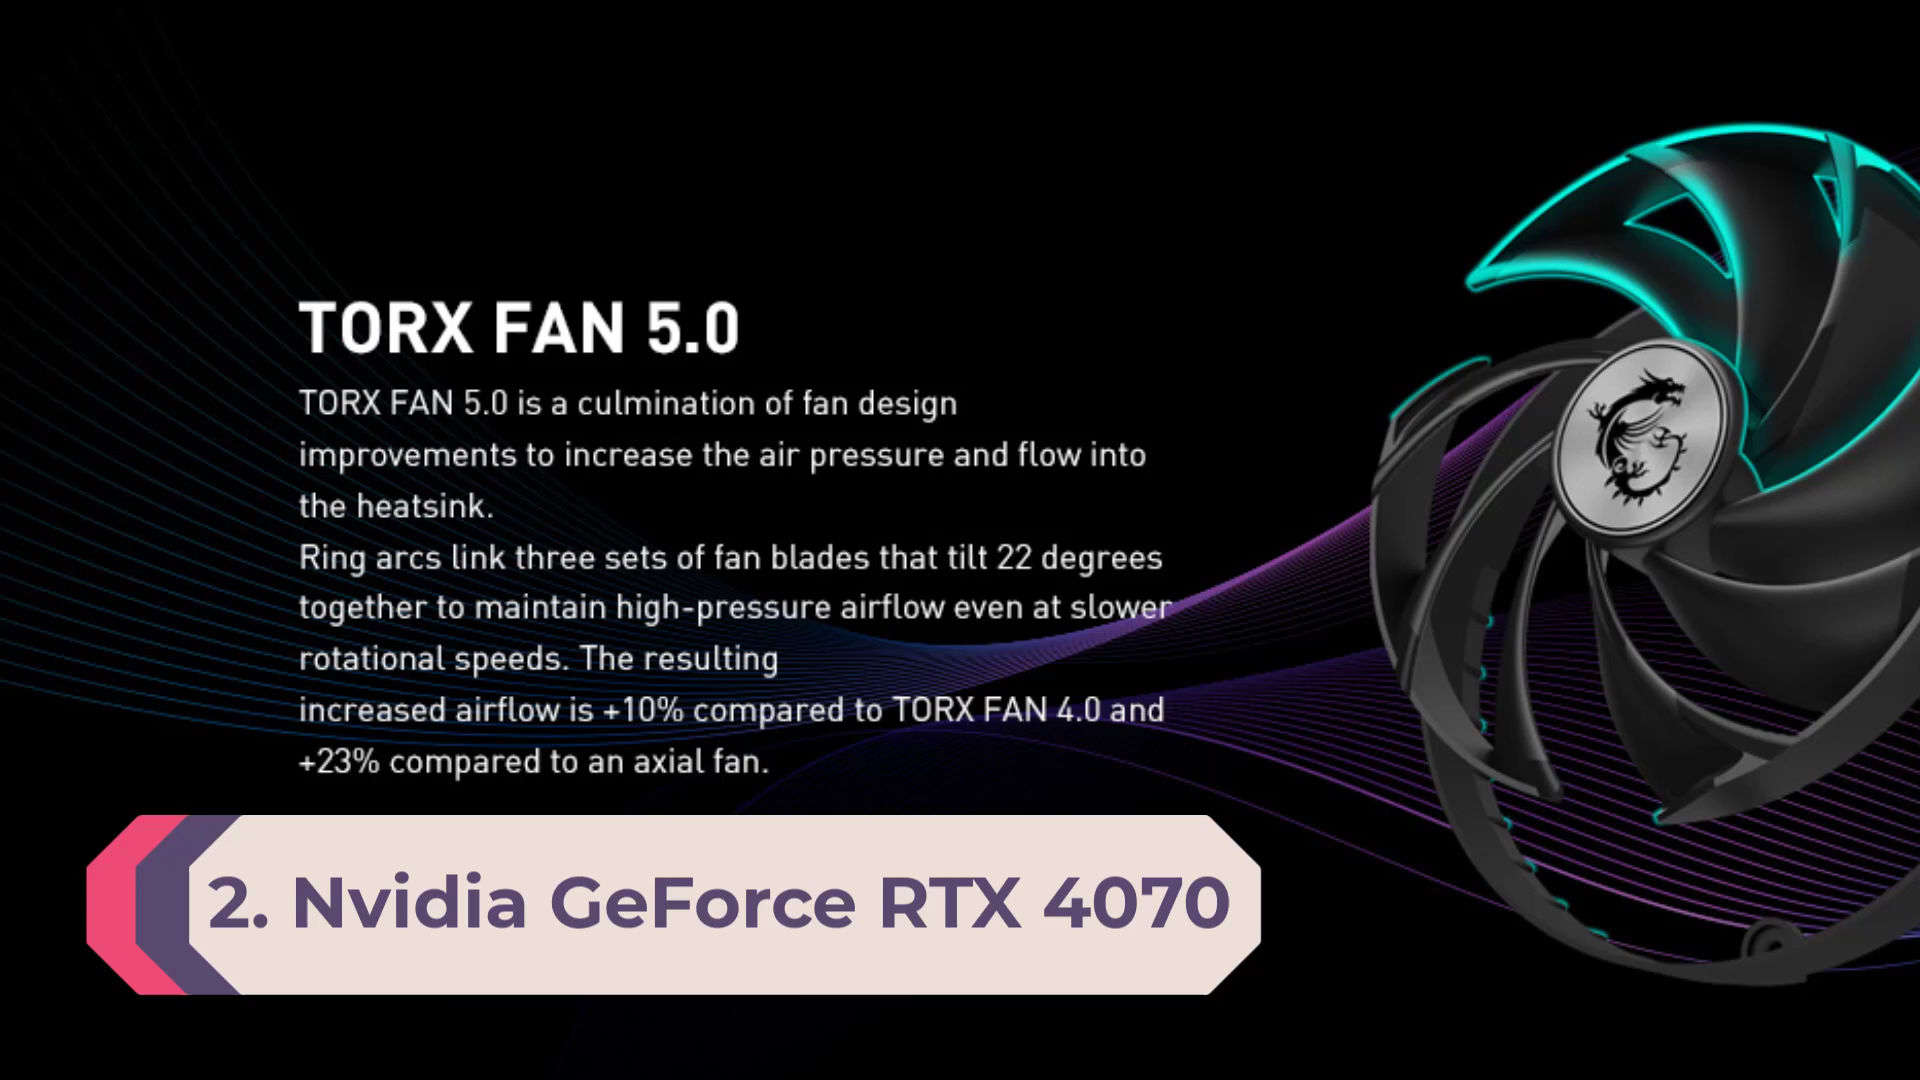 TORX FAN 5.0
TORX FAN 5.0 is a culmination of fan design
improvements to increase the air pressure and flow into
the heatsink.
Ring arcs link three sets of fan blades that tilt 22 degrees
together to maintain high-pressure airflow even at slower
rotational speeds. The resulting
increased airflow is +10% compared to TORX FAN 4.0 and
+23% compared to an axial fan.
2. Nvidia GeForce RTX 4070